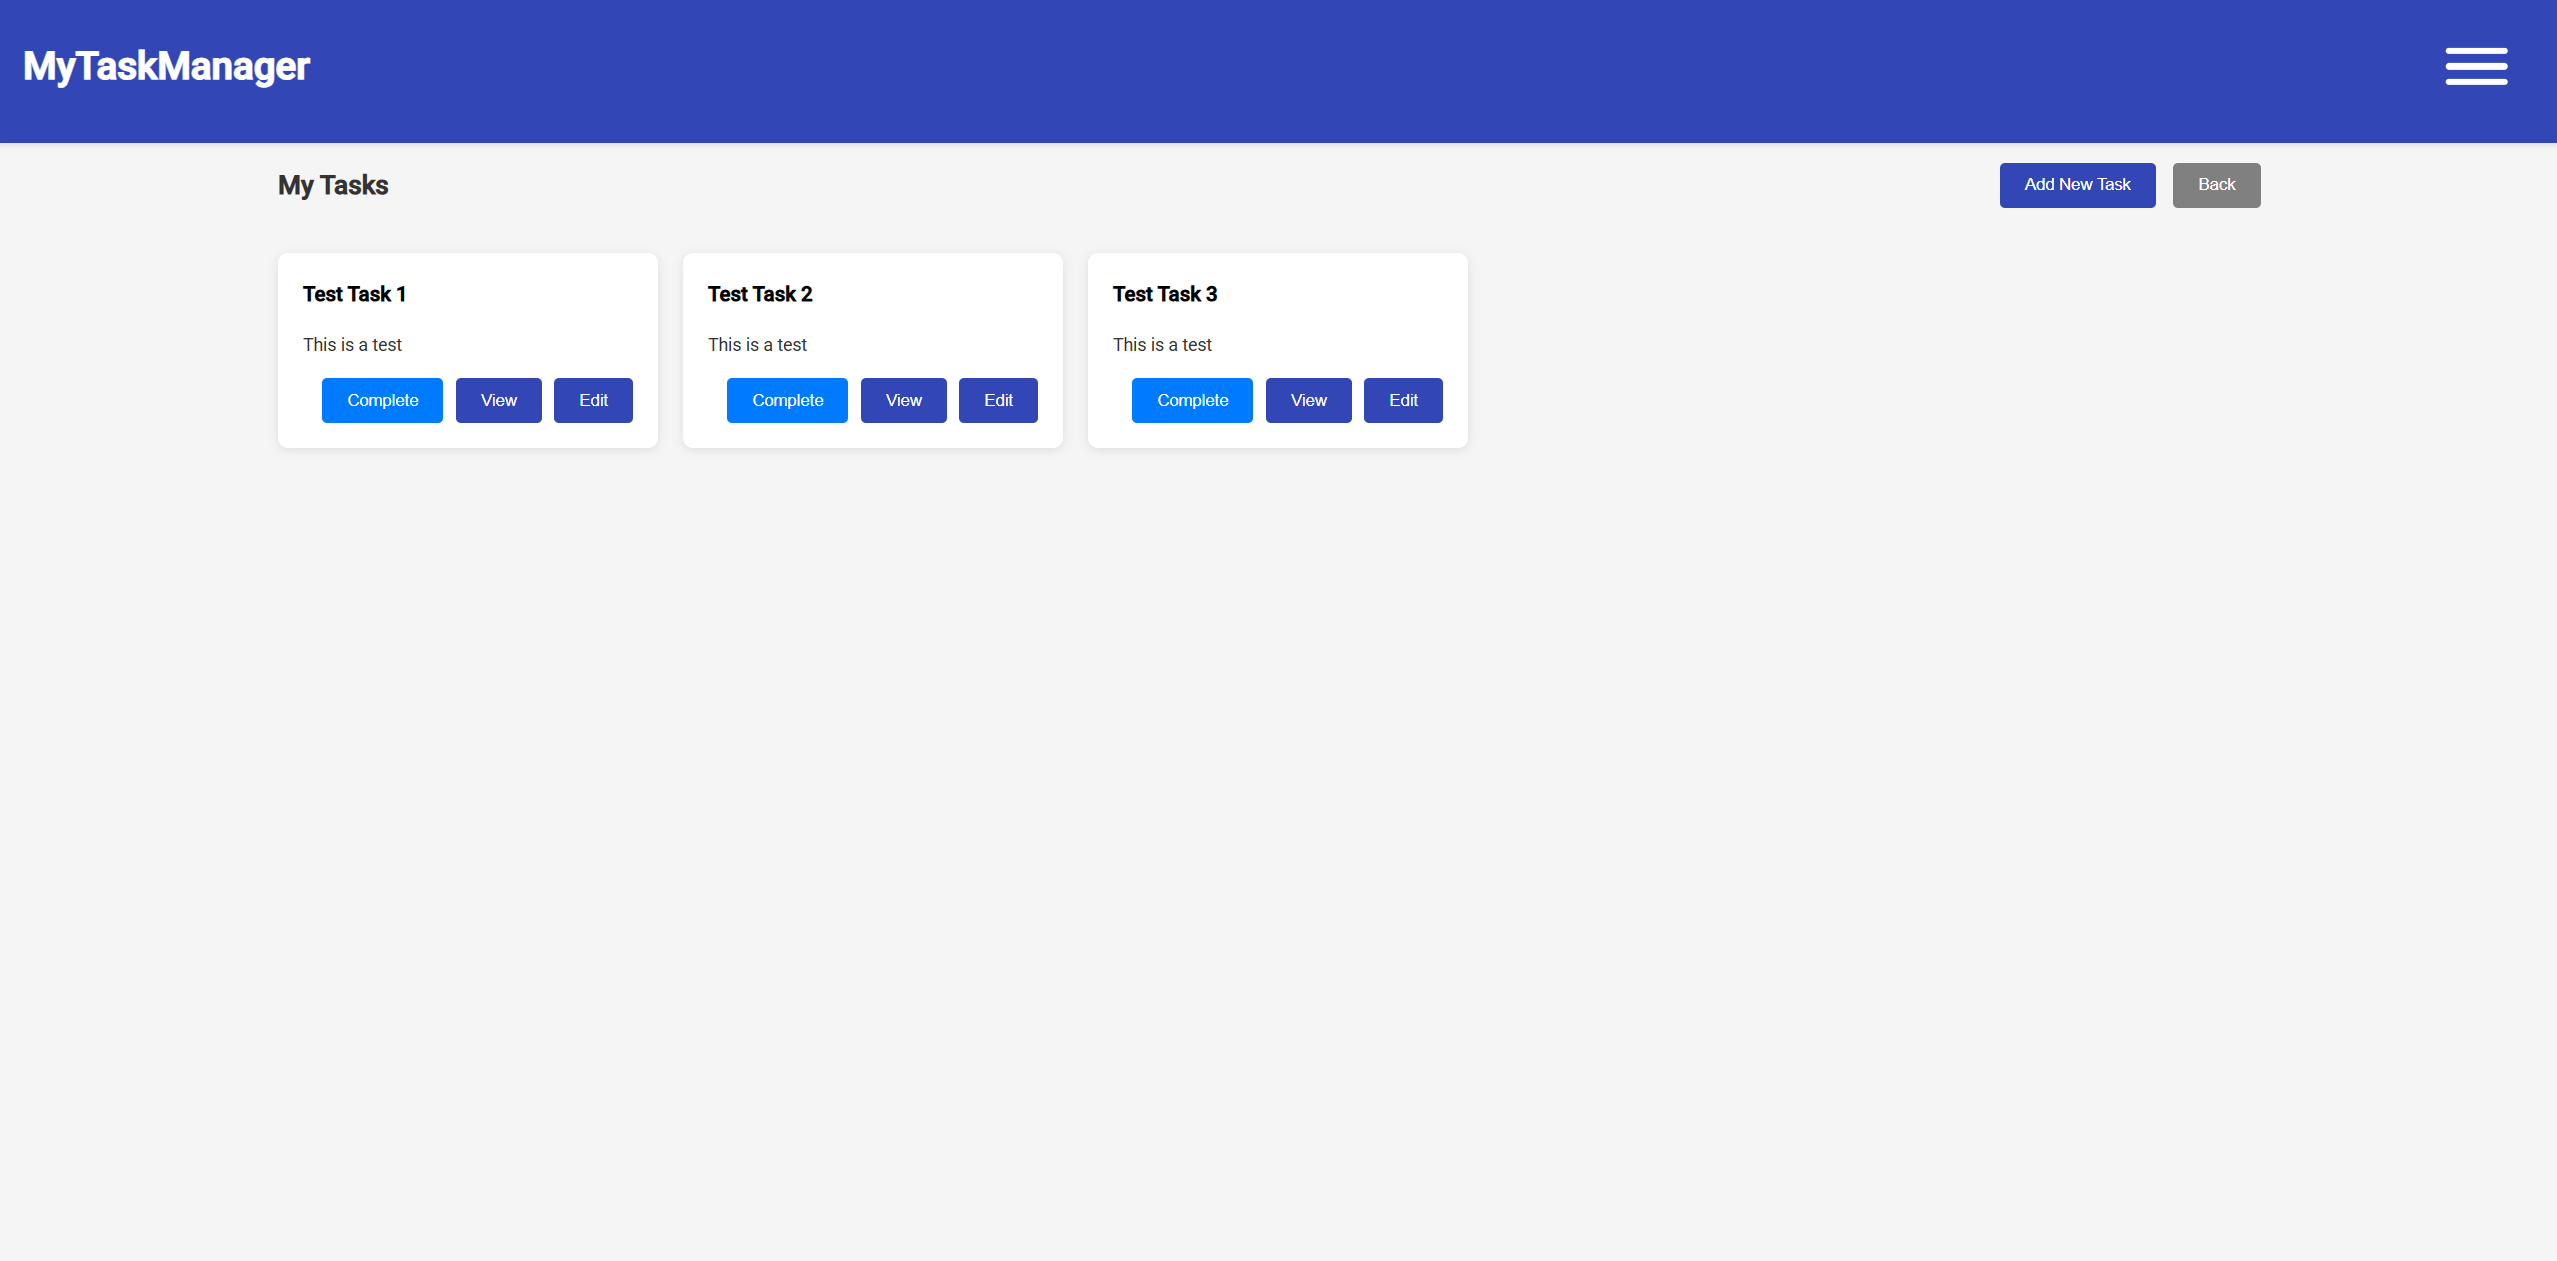 MyTaskManager
My Tasks
Add New Task
Back
Test Task 1
This is a test
Complete
View
Edit
Test Task 2
This is a test
Complete
View
Edit
Test Task 3
This is a test
Complete
View
Edit